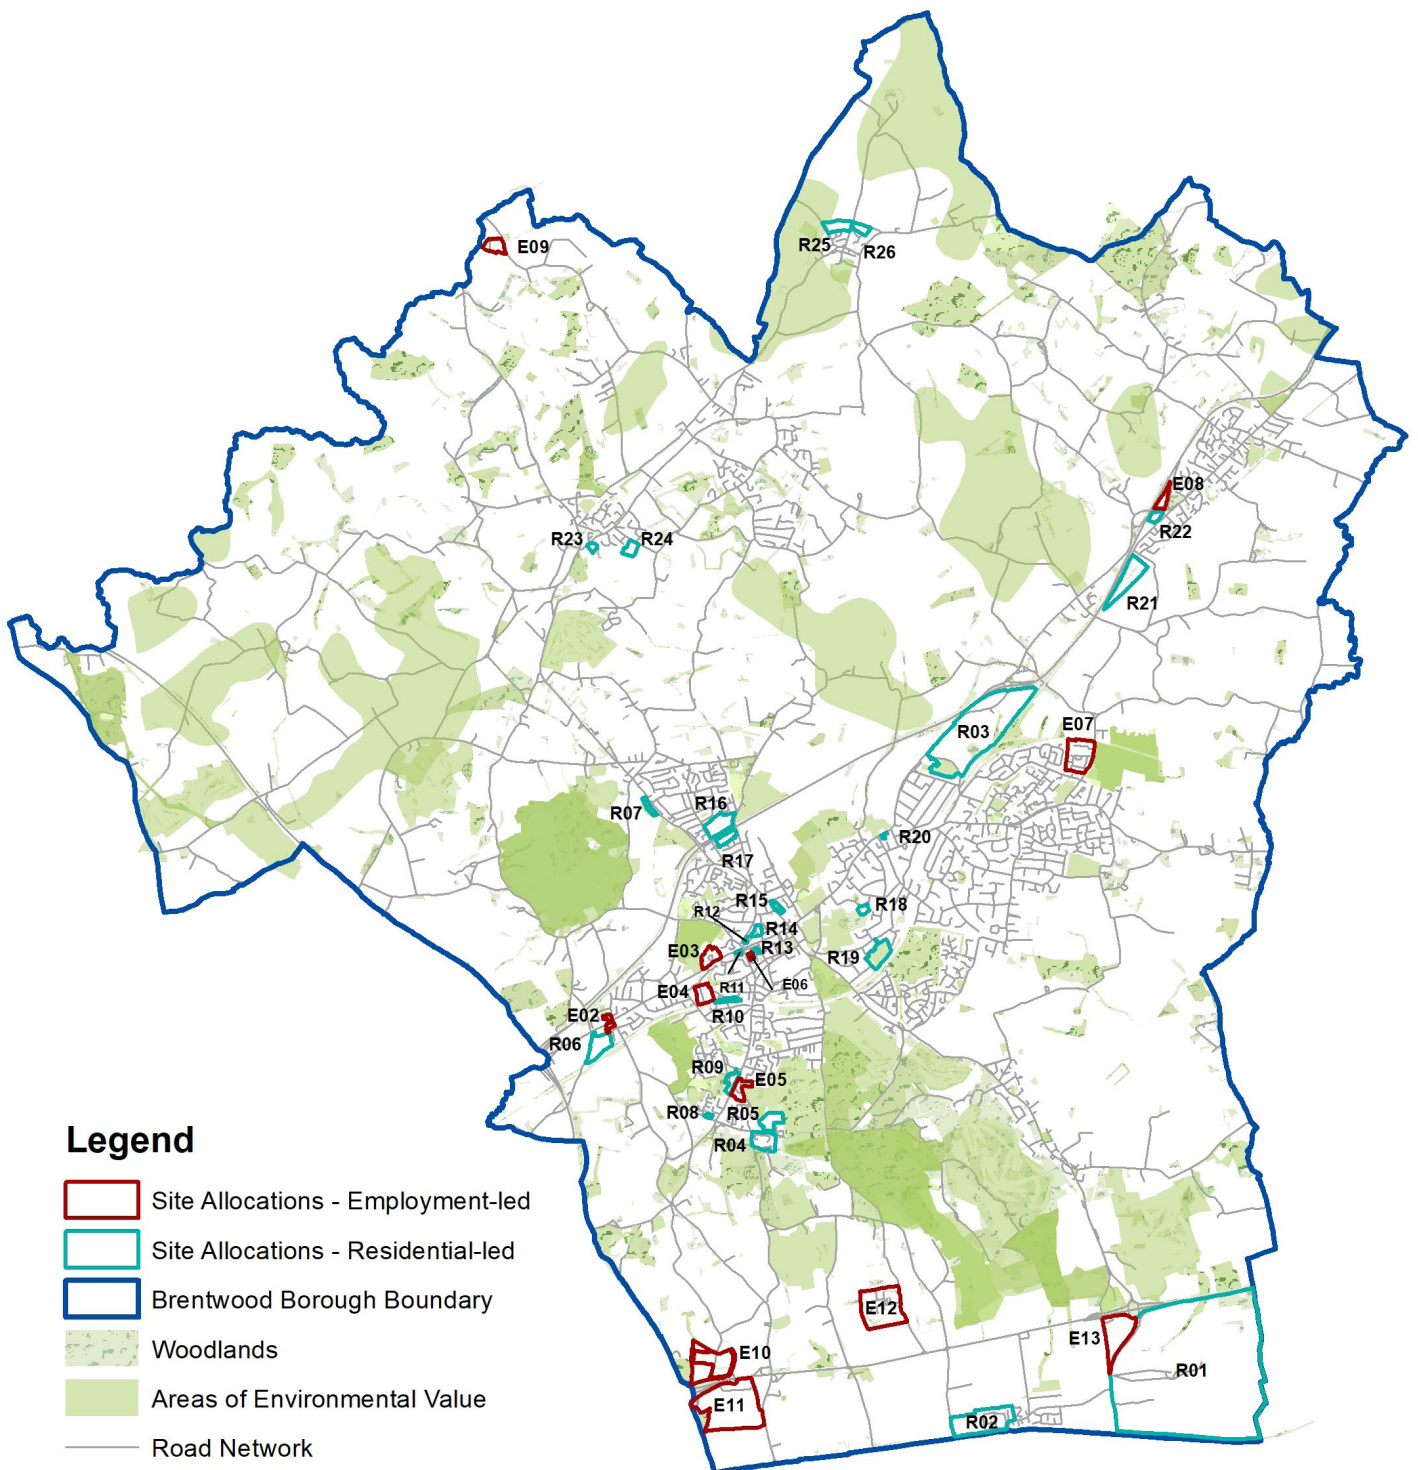 R25
R26
E09
E08
R22
R23
R24
R21
R03
E07
R16
R07
R20
R17
R15
R18
R12
R14
R13
E03
R19
R11
E06
E04
R10
E02
R06
R09
E05
R08
R05
R04
Legend
Site Allocations - Employment-led
Site Allocations - Residential-led
Brentwood Borough Boundary
Woodlands
Areas of Environmental Value
Road Network
E12
E13
E10
R01
E11
R02